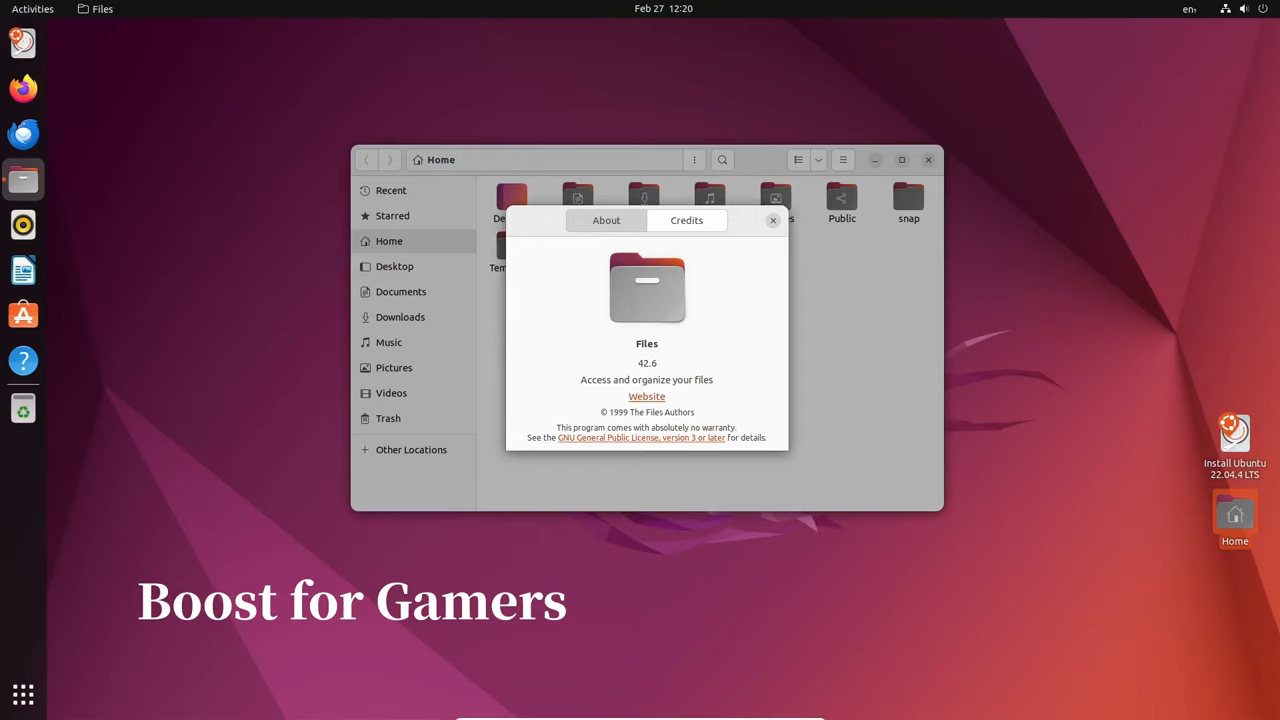 Activities
Files
Feb 27 12:20
en₁
Home
Recent
Starred
Home
Desktop
Documents
Downloads
Music
Pictures
Videos
Trash
Other Locations
Public
snap
About
Credits
Files
42.6
Access and organize your files
Website
© 1999 The Files Authors
This program comes with absolutely no warranty.
See the GNU General Public License, version 3 or later for details.
Install Ubuntu
22.04.4 LTS
Home
Boost for Gamers